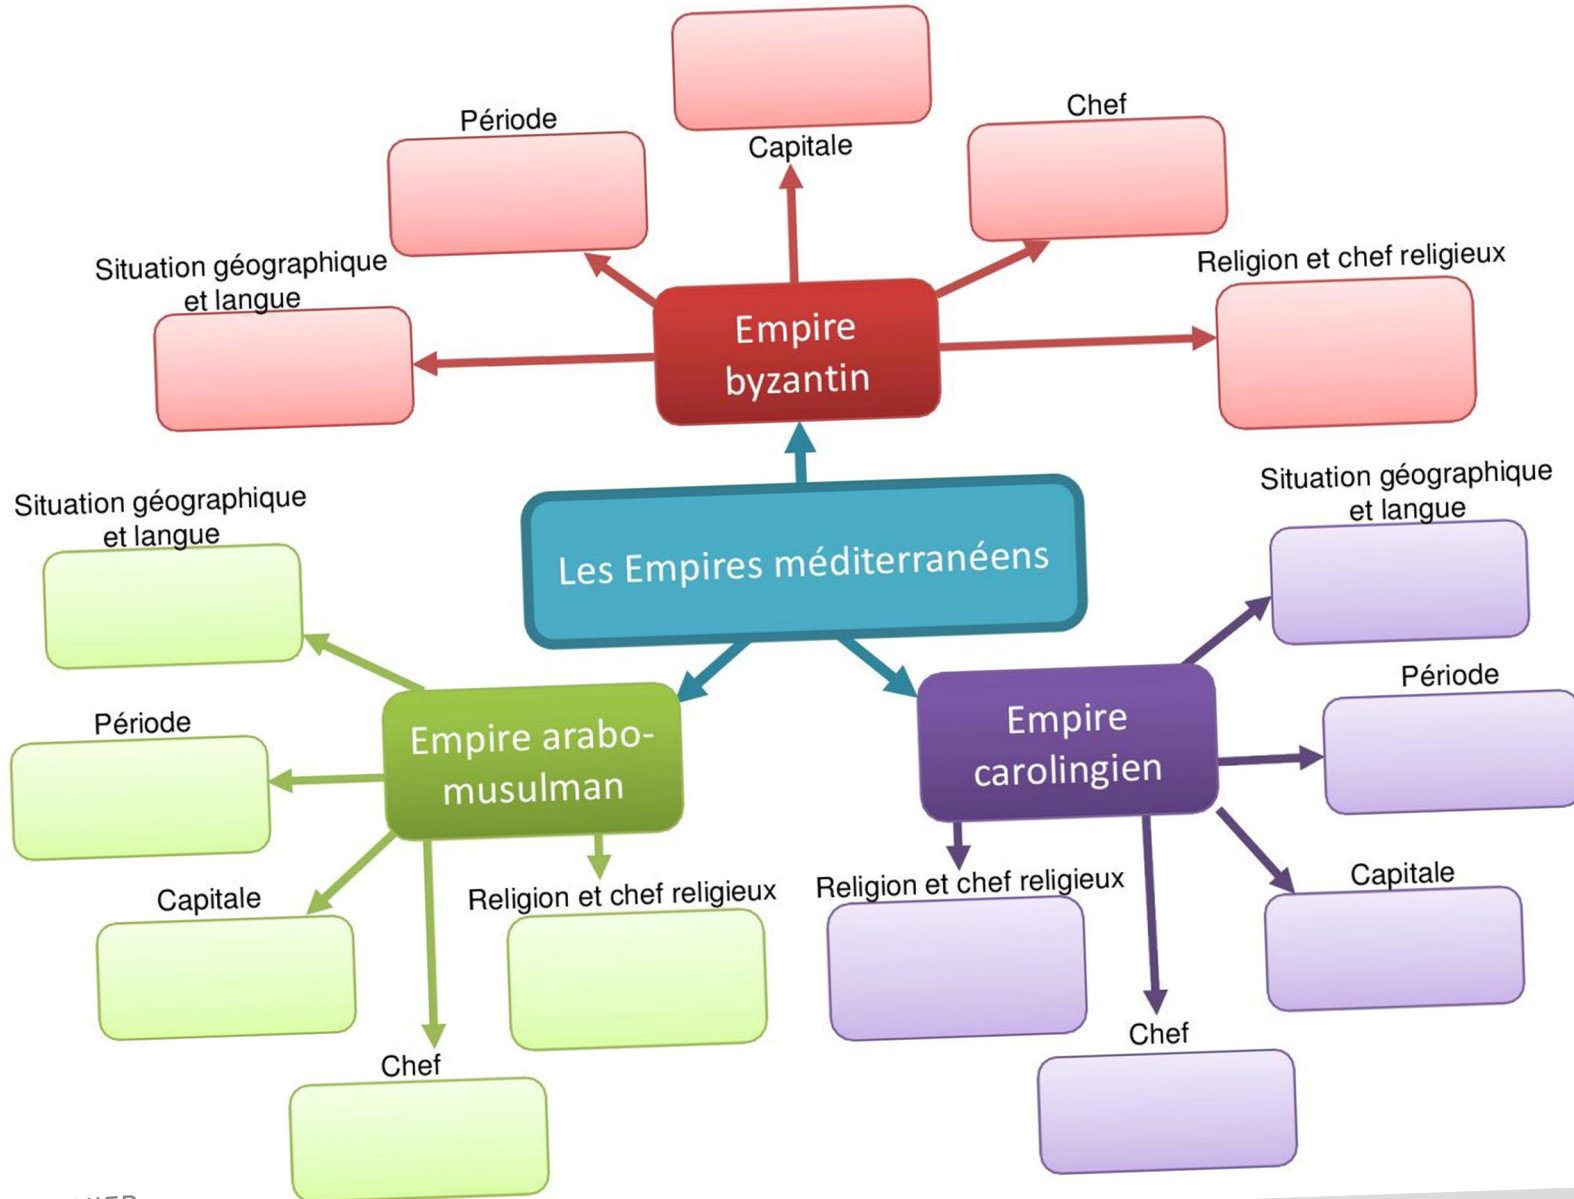 Capitale
Période
Chef
Situation géographique
et langue
Religion et chef religieux
Empire
byzantin
Les Empires méditerranéens
Situation géographique
et langue
Situation géographique
et langue
Empire arabo-
musulman
Période
Empire
carolingien
Période
Capitale
Religion et chef religieux
Chef
Religion et chef religieux
Capitale
Chef